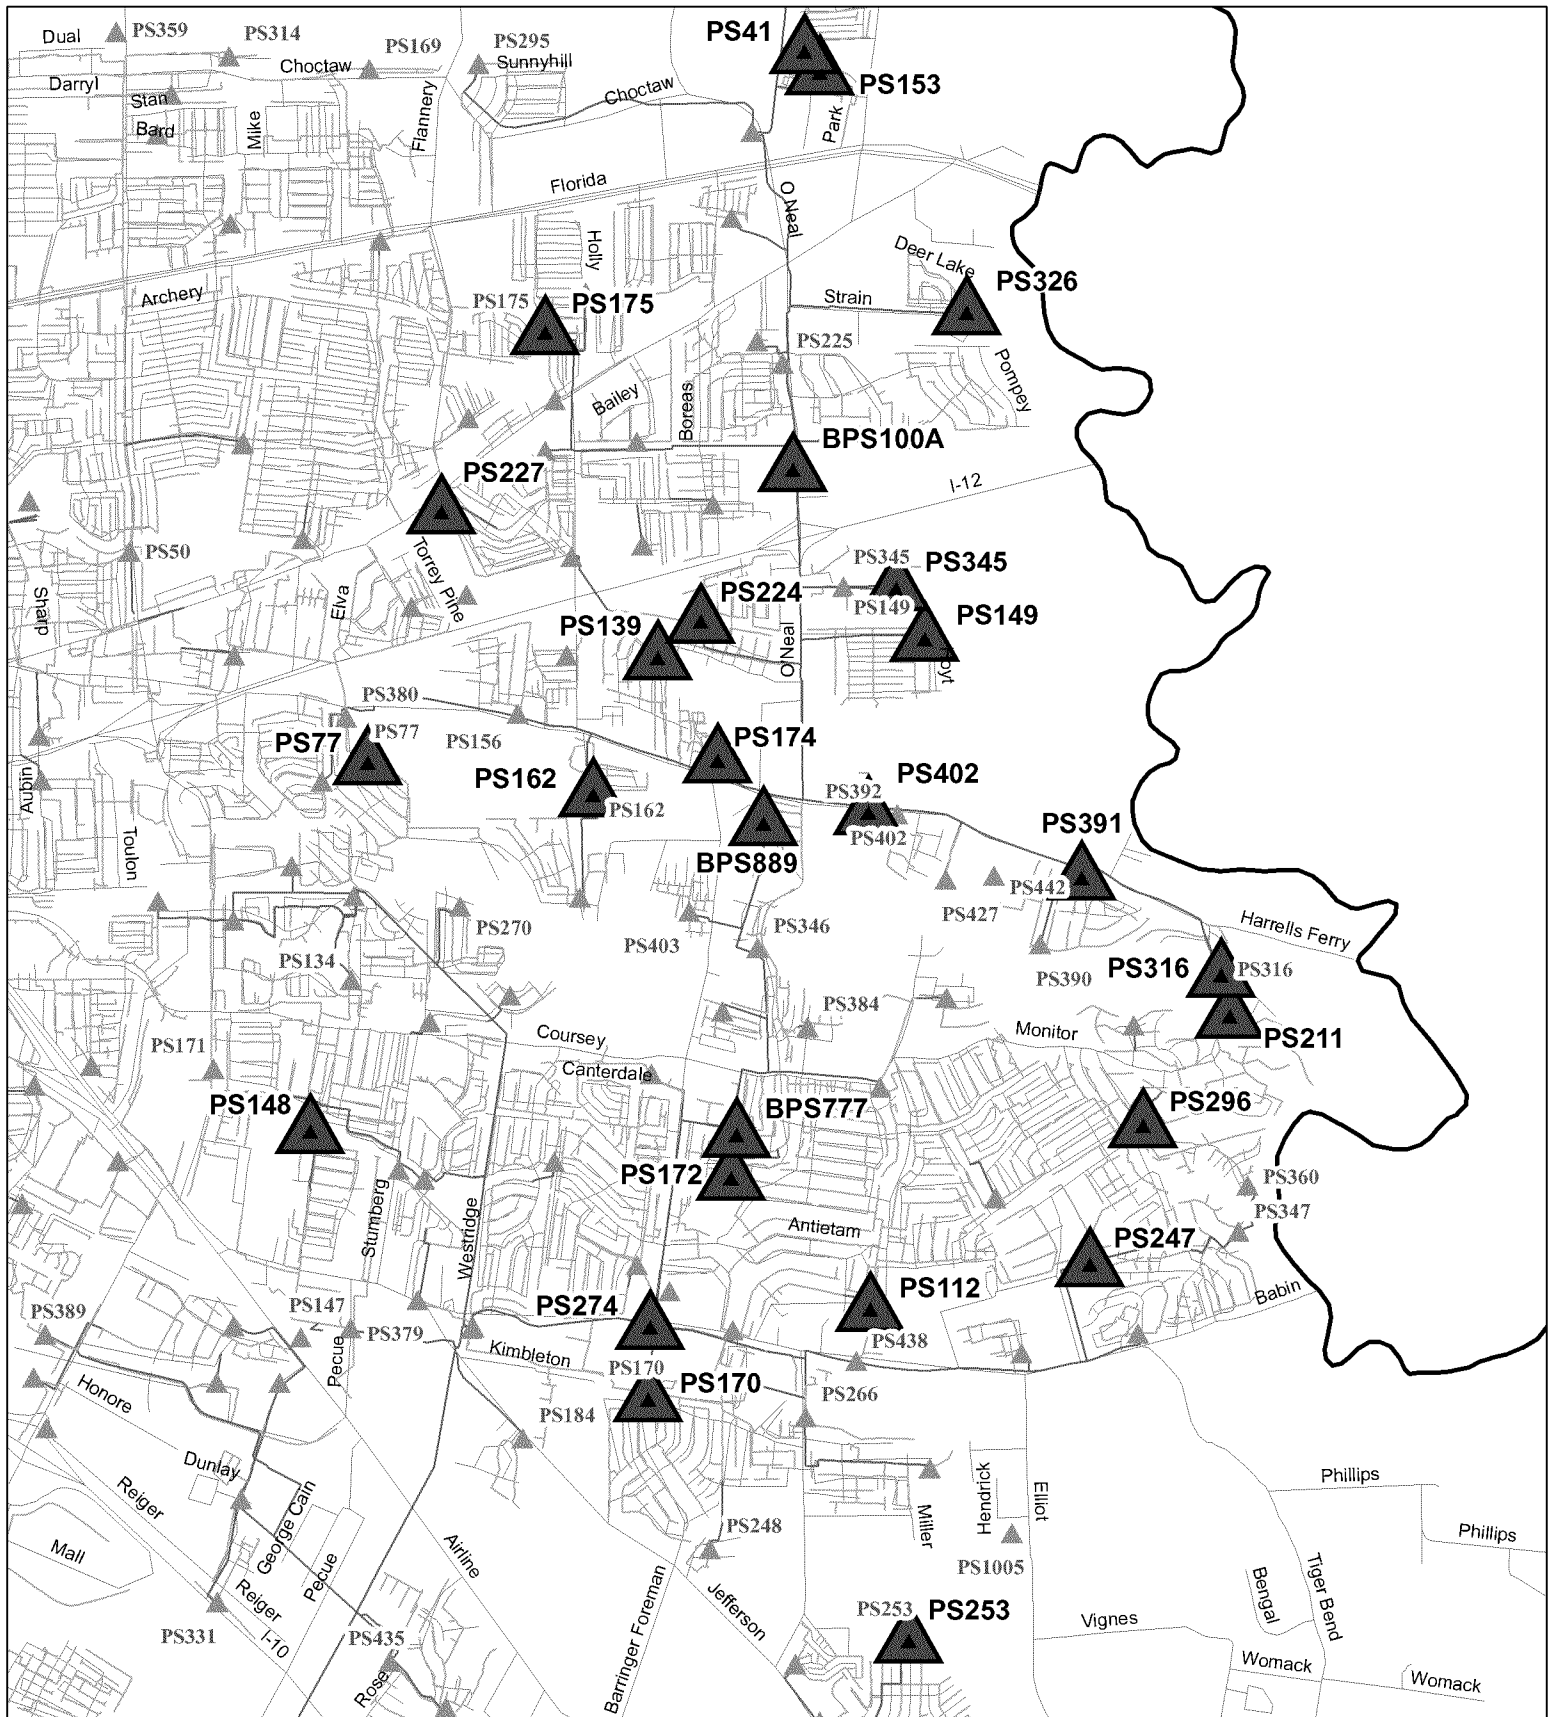 PS41
Dual
PS359
PS314
PS169
PS295
Sunnyhill
Choctaw
Darryl
Stan
Choctaw
PS153
Bard
Mike
Flannery
Park
Florida
O Neal
Holly
Deer Lake
PS326
Archery
PS175
PS175
Strain
PS225
Pompey
Bailey
Boreas
BPS100A
PS227
I-12
PS50
Torrey Pine
PS345
PS345
Sharp
Elva
PS224
PS149
PS149
PS139
O'Neal
oyt
PS380
PS77
PS77
PS156
PS174
PS162
PS162
PS402
PS392
PS402
Aubin
Toulon
PS391
BPS889
PS442
PS427
PS270
PS403
PS346
Harrells Ferry
PS134
PS390
PS316
PS316
PS384
Monitor
PS211
Coursey
PS171
Canterdale
PS148
BPS777
PS296
PS172
PS360
PS347
Stumberg
Westridge
Antietam
PS247
PS112
Babin
PS389
PS147
PS379
PS274
PS438
Pecue
Kimbleton
PS170
PS170
PS266
Honore
PS184
Dunlay
Reiger
George Cain
Hendrick
Elliot
Phillips
Miller
PS248
Phillips
Mall
Airline
PS1005
Pecue
Reiger
Barringer Foreman
Jefferson
Bengal
Tiger Bend
PS253
PS253
Vignes
PS331
I-10
PS435
Rose
Womack
Womack